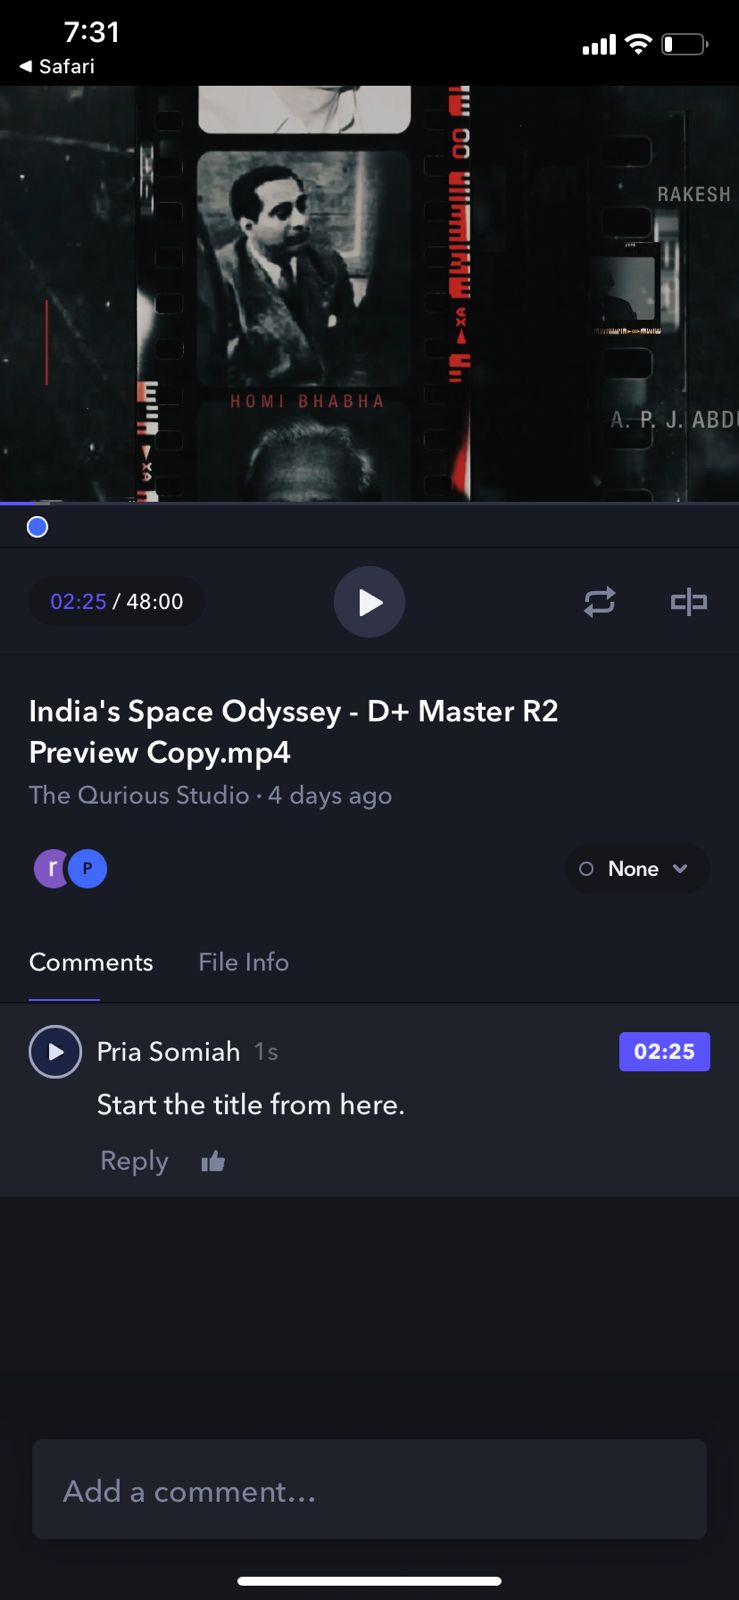 7:31
Safari
RAKESH
HOMI BHABHA
A. P. J. ABDU
02:25 / 48:00
India's Space Odyssey - D+ Master R2
Preview Copy.mp4
The Qurious Studio · 4 days ago
r P
None
Comments File Info
Pria Somiah 1s 02:25
Start the title from here.
Reply
Add a comment...